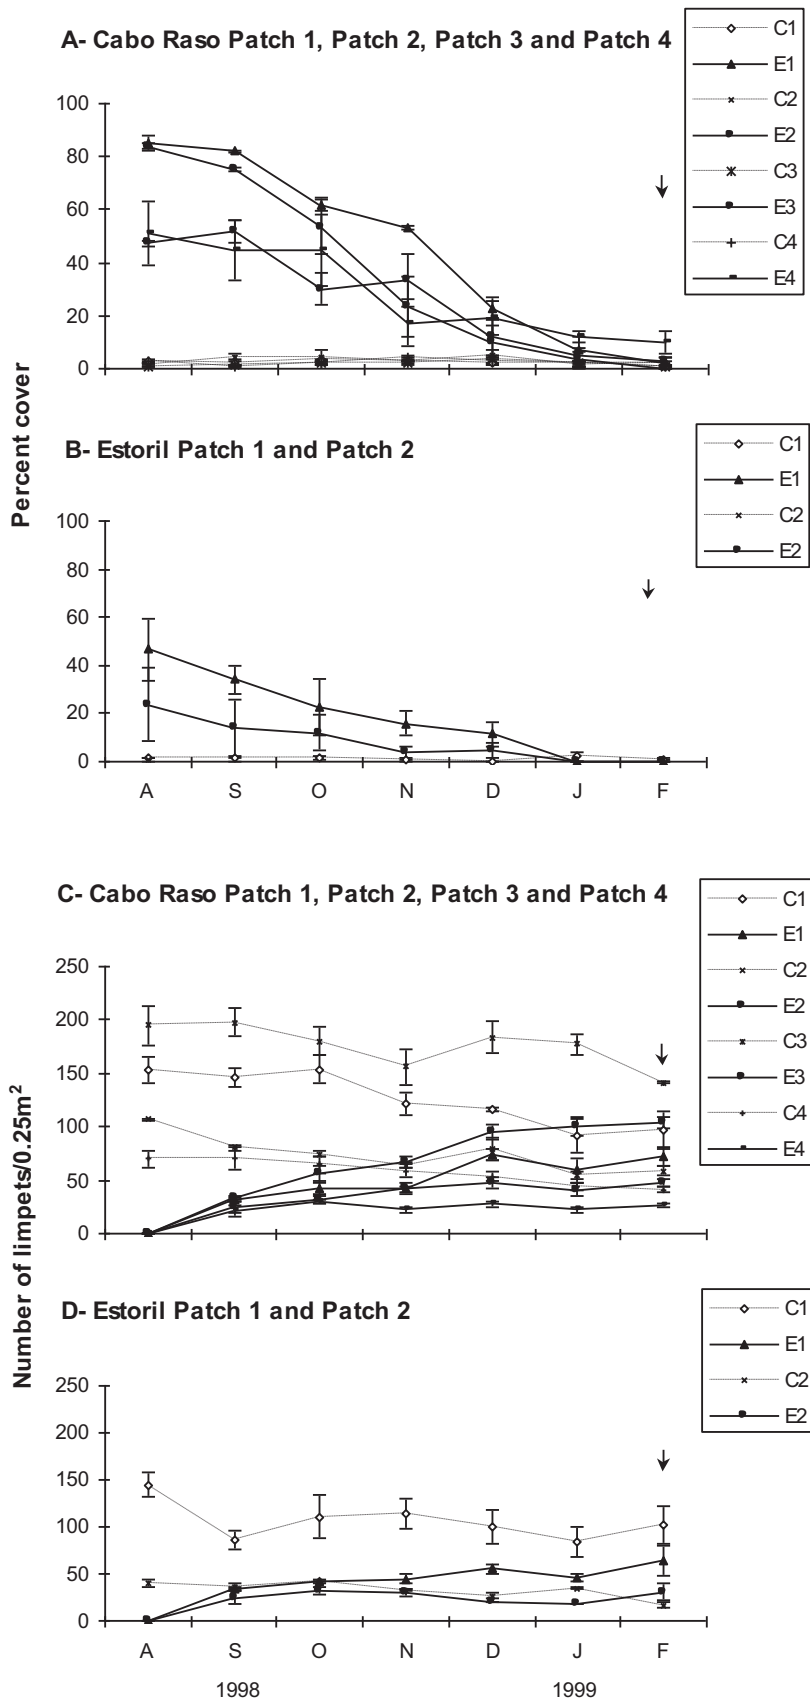 A- Cabo Raso Patch 1, Patch 2, Patch 3 and Patch 4
C1
E1
C2
E2
C3
E3
C4
E4
100
80
60
40
20
0
Percent cover
B- Estoril Patch 1 and Patch 2
C1
E1
C2
E2
100
80
60
40
20
0
A S O N D J F
C- Cabo Raso Patch 1, Patch 2, Patch 3 and Patch 4
C1
E1
C2
E2
C3
E3
C4
E4
250
200
150
100
50
0
Number of limpets/0.25m²
D- Estoril Patch 1 and Patch 2
C1
E1
C2
E2
250
200
150
100
50
0
A S O N D J F
1998 1999